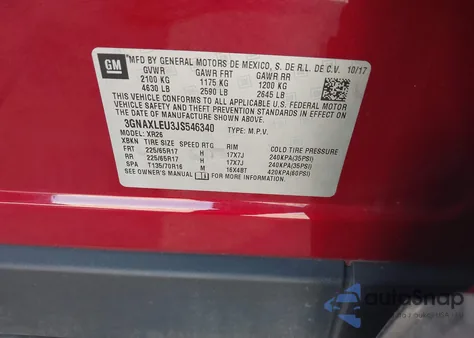 GM
MFD BY GENERAL MOTORS DE MEXICO, S. DE R.L. DE C.V. 10/17
GVWR GAWR FRT GAWR RR
2100 KG 1175 KG 1200 KG
4630 LB 2590 LB 2645 LB
THIS VEHICLE CONFORMS TO ALL APPLICABLE U.S. FEDERAL MOTOR
VEHICLE SAFETY AND THEFT PREVENTION STANDARDS IN
EFFECT ON THE DATE OF MANUFACTURE SHOWN ABOVE.
3GNAXLEU3JS546340 TYPE: M.P.V.
XR26
XBKN TIRE SIZE SPEED RTG RIM COLD TIRE PRESSURE
FRT 225/65R17 H 17X7J 240KPA(35PSI)
RR 225/65R17 H 17X7J 240KPA(35PSI)
SPA T135/70R16 M 16X4BT 420KPA(60PSI)
SEE OWNER'S MANUAL FOR MORE INFORMATION.
autoSnap